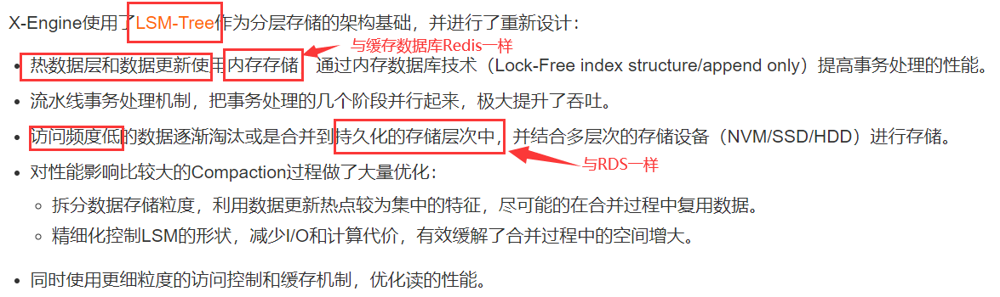 X-Engine使用了LSM-Tree作为分层存储的架构基础，并进行了重新设计：
与缓存数据库Redis一样
热数据层和数据更新使用内存存储 通过内存数据库技术（Lock-Free index structure/append only）提高事务处理的性能。
流水线事务处理机制，把事务处理的几个阶段并行起来，极大提升了吞吐。
访问频度低的数据逐渐淘汰或是合并到持久化的存储层次中，并结合多层次的存储设备（NVM/SSD/HDD）进行存储。
与RDS一样
对性能影响比较大的Compaction过程做了大量优化：
拆分数据存储粒度，利用数据更新热点较为集中的特征，尽可能的在合并过程中复用数据。
精细化控制LSM的形状，减少I/O和计算代价，有效缓解了合并过程中的空间增大。
同时使用更细粒度的访问控制和缓存机制，优化读的性能。